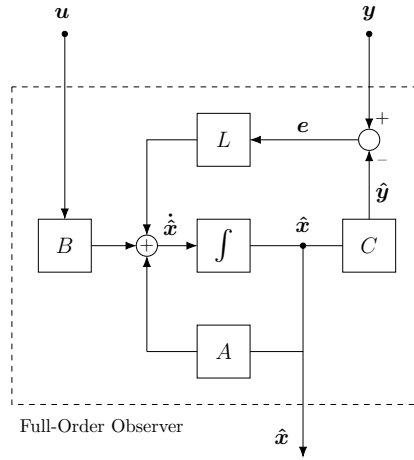 u y
+
e
L
−
ŷ
x̂̇ x̂
B + ∫ C
A
Full-Order Observer
x̂